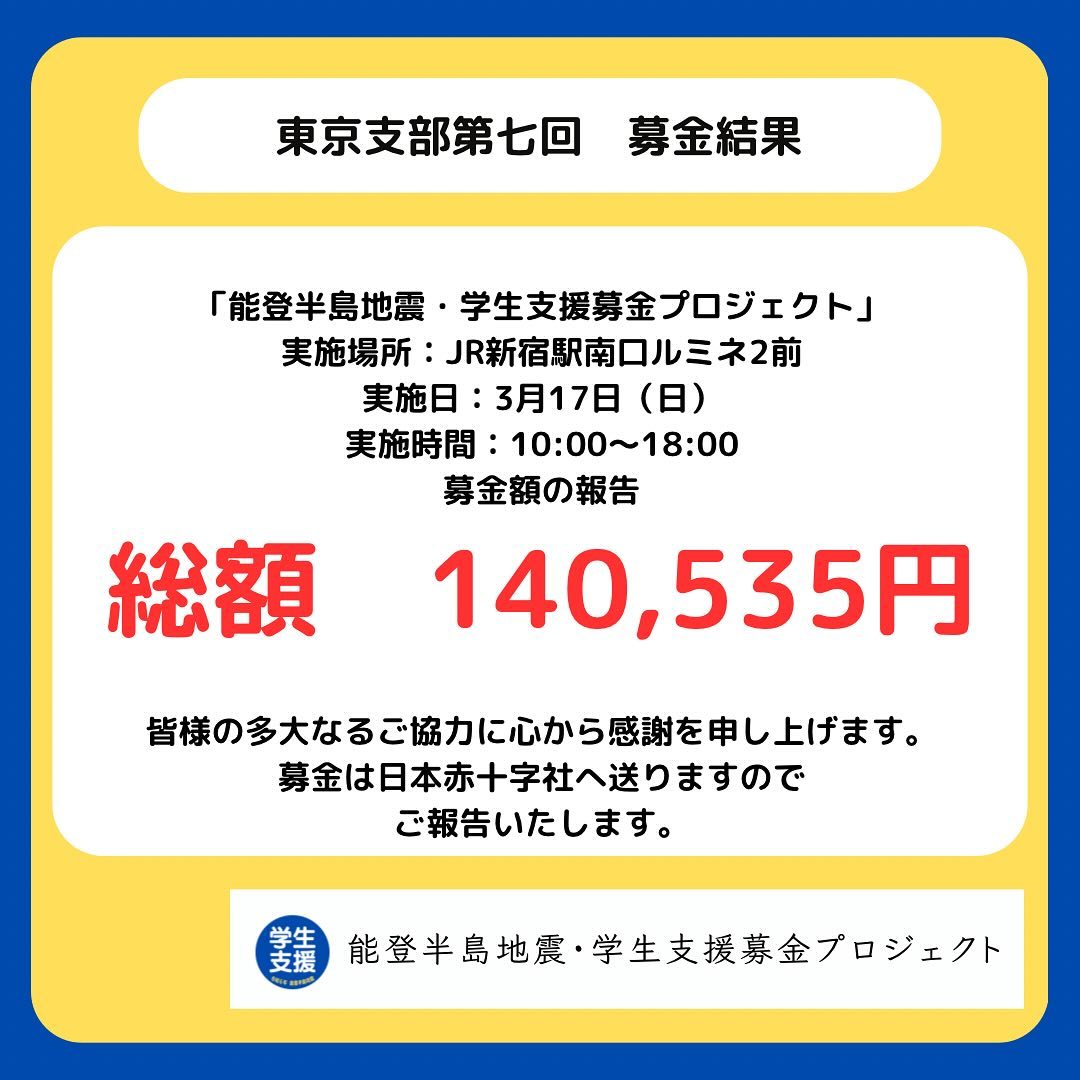 東京支部第七回　募金結果
「能登半島地震・学生支援募金プロジェクト」
実施場所：JR新宿駅南口ルミネ2前
実施日：3月17日（日）
実施時間：10:00〜18:00
募金額の報告
総額　140,535円
皆様の多大なるご協力に心から感謝を申し上げます。
募金は日本赤十字社へ送りますので
ご報告いたします。
学生
支援
能登半島地震・学生支援募金プロジェクト